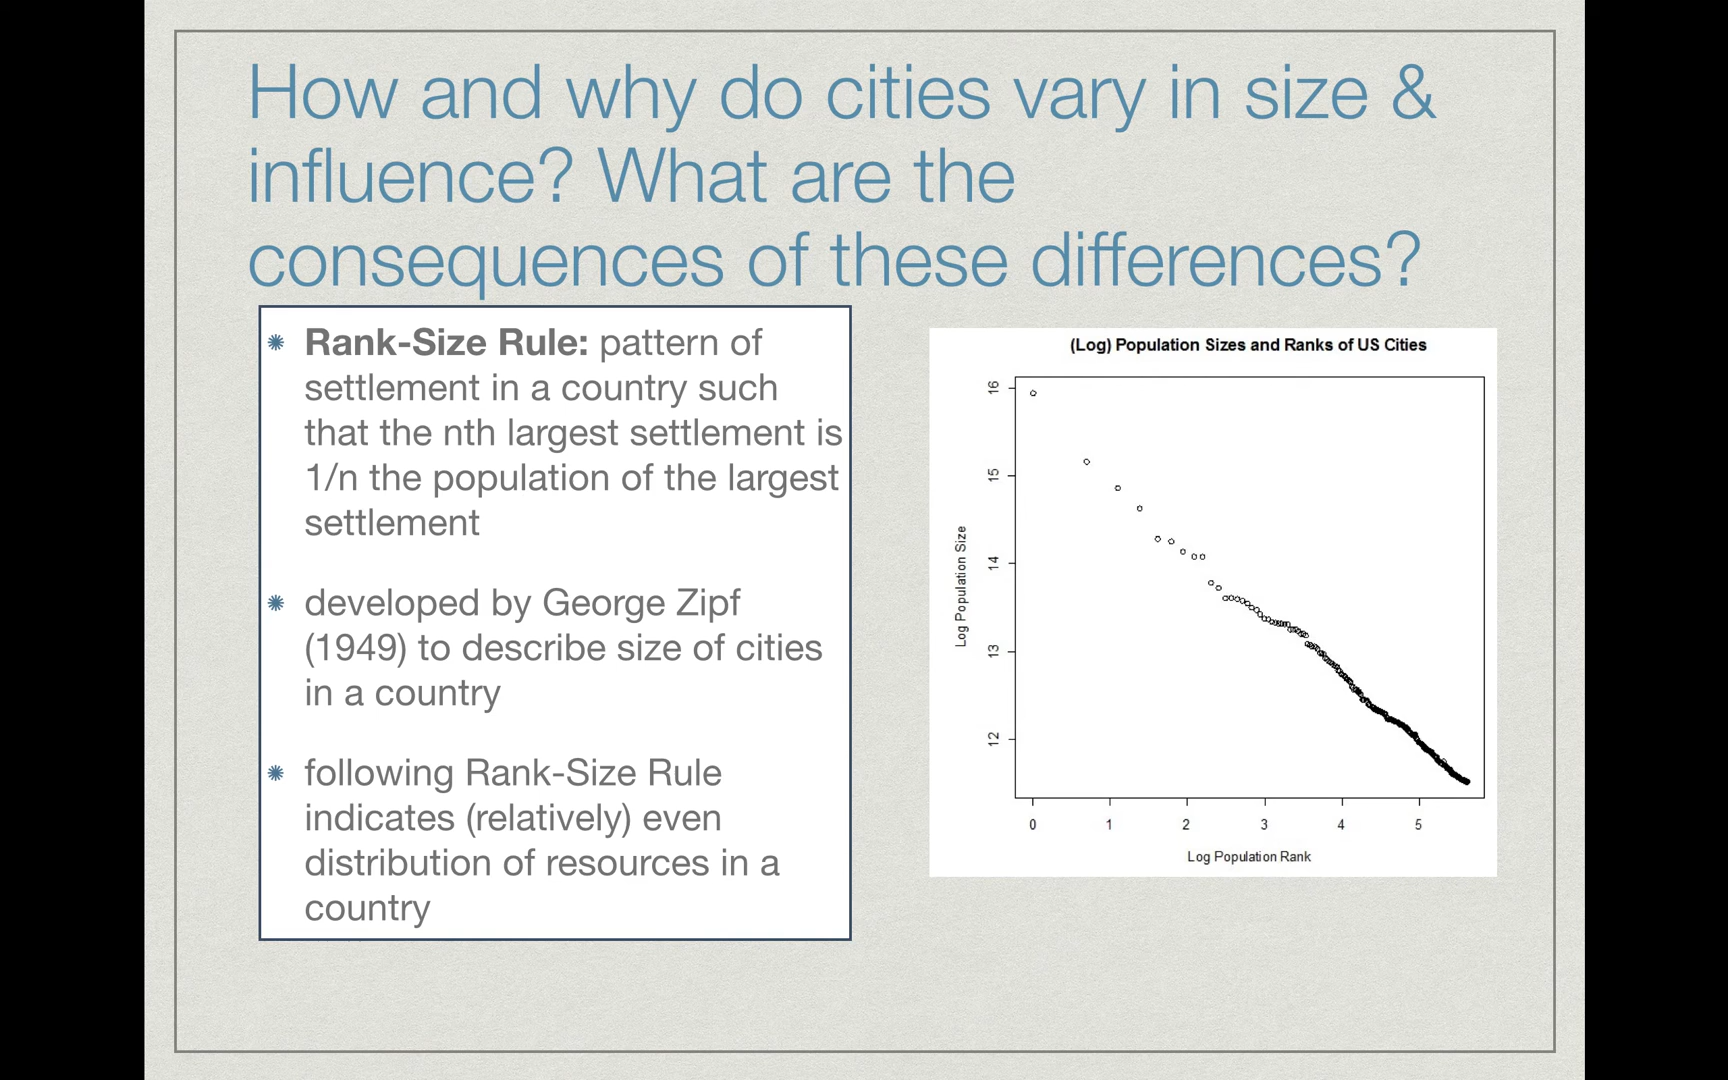 How and why do cities vary in size &
influence? What are the
consequences of these differences?
Rank-Size Rule: pattern of
settlement in a country such
that the nth largest settlement is
1/n the population of the largest
settlement
developed by George Zipf
(1949) to describe size of cities
in a country
following Rank-Size Rule
indicates (relatively) even
distribution of resources in a
country
(Log) Population Sizes and Ranks of US Cities
Log Population Size
16
15
14
13
12
0 1 2 3 4 5
Log Population Rank